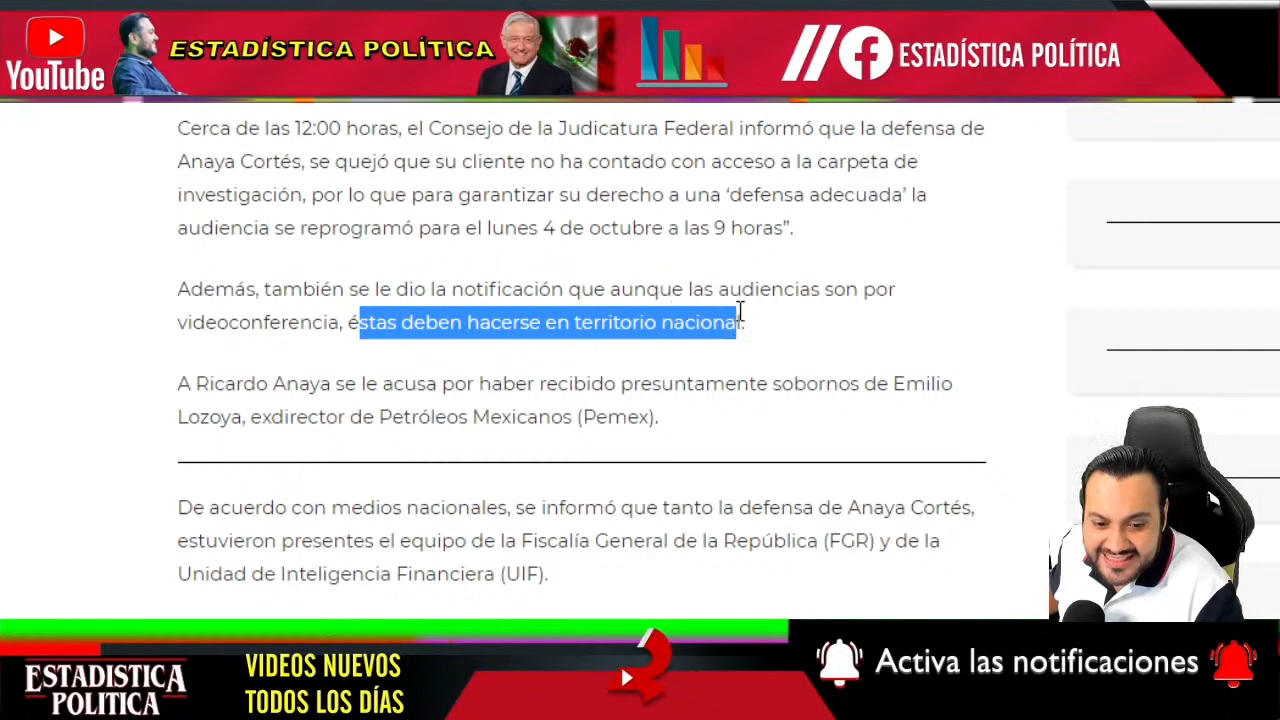 YouTube
ESTADÍSTICA POLÍTICA
ESTADÍSTICA POLÍTICA
Cerca de las 12:00 horas, el Consejo de la Judicatura Federal informó que la defensa de
Anaya Cortés, se quejó que su cliente no ha contado con acceso a la carpeta de
investigación, por lo que para garantizar su derecho a una ‘defensa adecuada’ la
audiencia se reprogramó para el lunes 4 de octubre a las 9 horas”.
Además, también se le dio la notificación que aunque las audiencias son por
videoconferencia, éstas deben hacerse en territorio nacional.
A Ricardo Anaya se le acusa por haber recibido presuntamente sobornos de Emilio
Lozoya, exdirector de Petróleos Mexicanos (Pemex).
De acuerdo con medios nacionales, se informó que tanto la defensa de Anaya Cortés,
estuvieron presentes el equipo de la Fiscalía General de la República (FGR) y de la
Unidad de Inteligencia Financiera (UIF).
ESTADISTICA
POLÍTICA
VIDEOS NUEVOS
TODOS LOS DÍAS
Activa las notificaciones